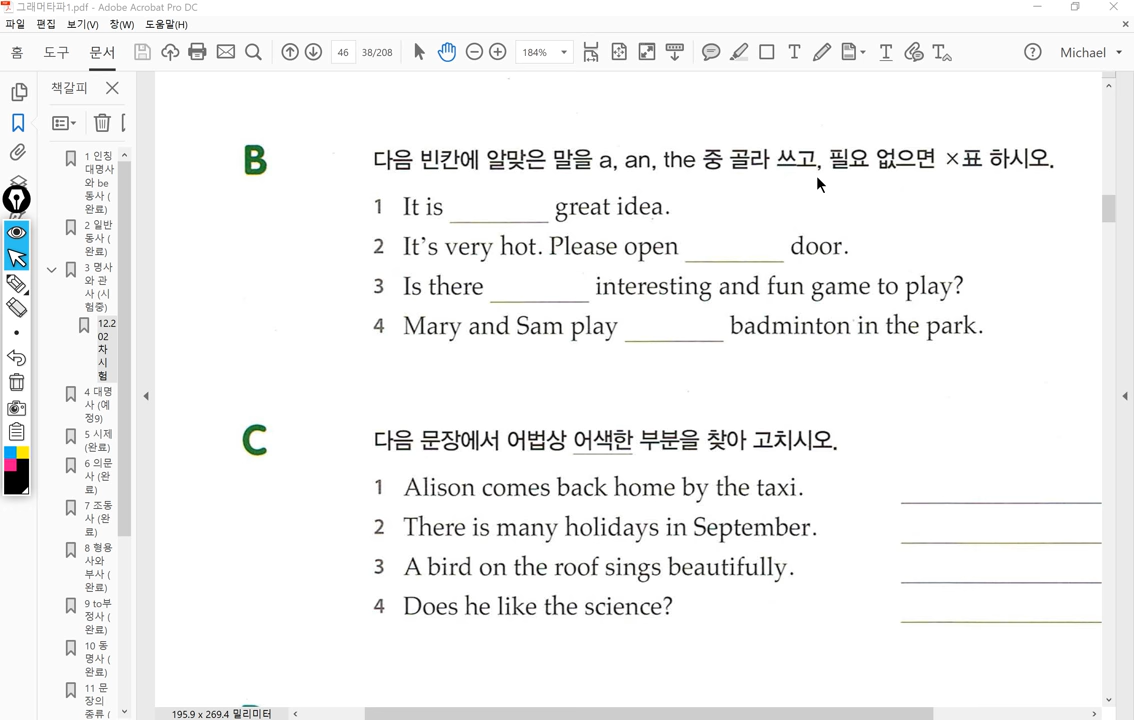 그래머타파1.pdf - Adobe Acrobat Pro DC
파일 편집 보기(V) 창(W) 도움말(H)
홈 도구 문서 46 38/208 184% Michael
책갈피
1 인칭
대명사
와 be
동사 (
완료)
2 일반
동사 (
완료)
3 명사
와 관
사 (시
험중)
12.2
02
차
시
험
4 대명
사 (예
정9)
5 시제
(완료)
6 의문
사 (완
료)
7 조동
사 (완
료)
8 형용
사와
부사 (
완료)
9 to부
정사 (
완료)
10 동
명사 (
완료)
11 문
장의
종류 (
B 다음 빈칸에 알맞은 말을 a, an, the 중 골라 쓰고, 필요 없으면 ×표 하시오.
1 It is ________ great idea.
2 It's very hot. Please open ________ door.
3 Is there ________ interesting and fun game to play?
4 Mary and Sam play ________ badminton in the park.
C 다음 문장에서 어법상 어색한 부분을 찾아 고치시오.
1 Alison comes back home by the taxi.
2 There is many holidays in September.
3 A bird on the roof sings beautifully.
4 Does he like the science?
195.9 x 269.4 밀리미터